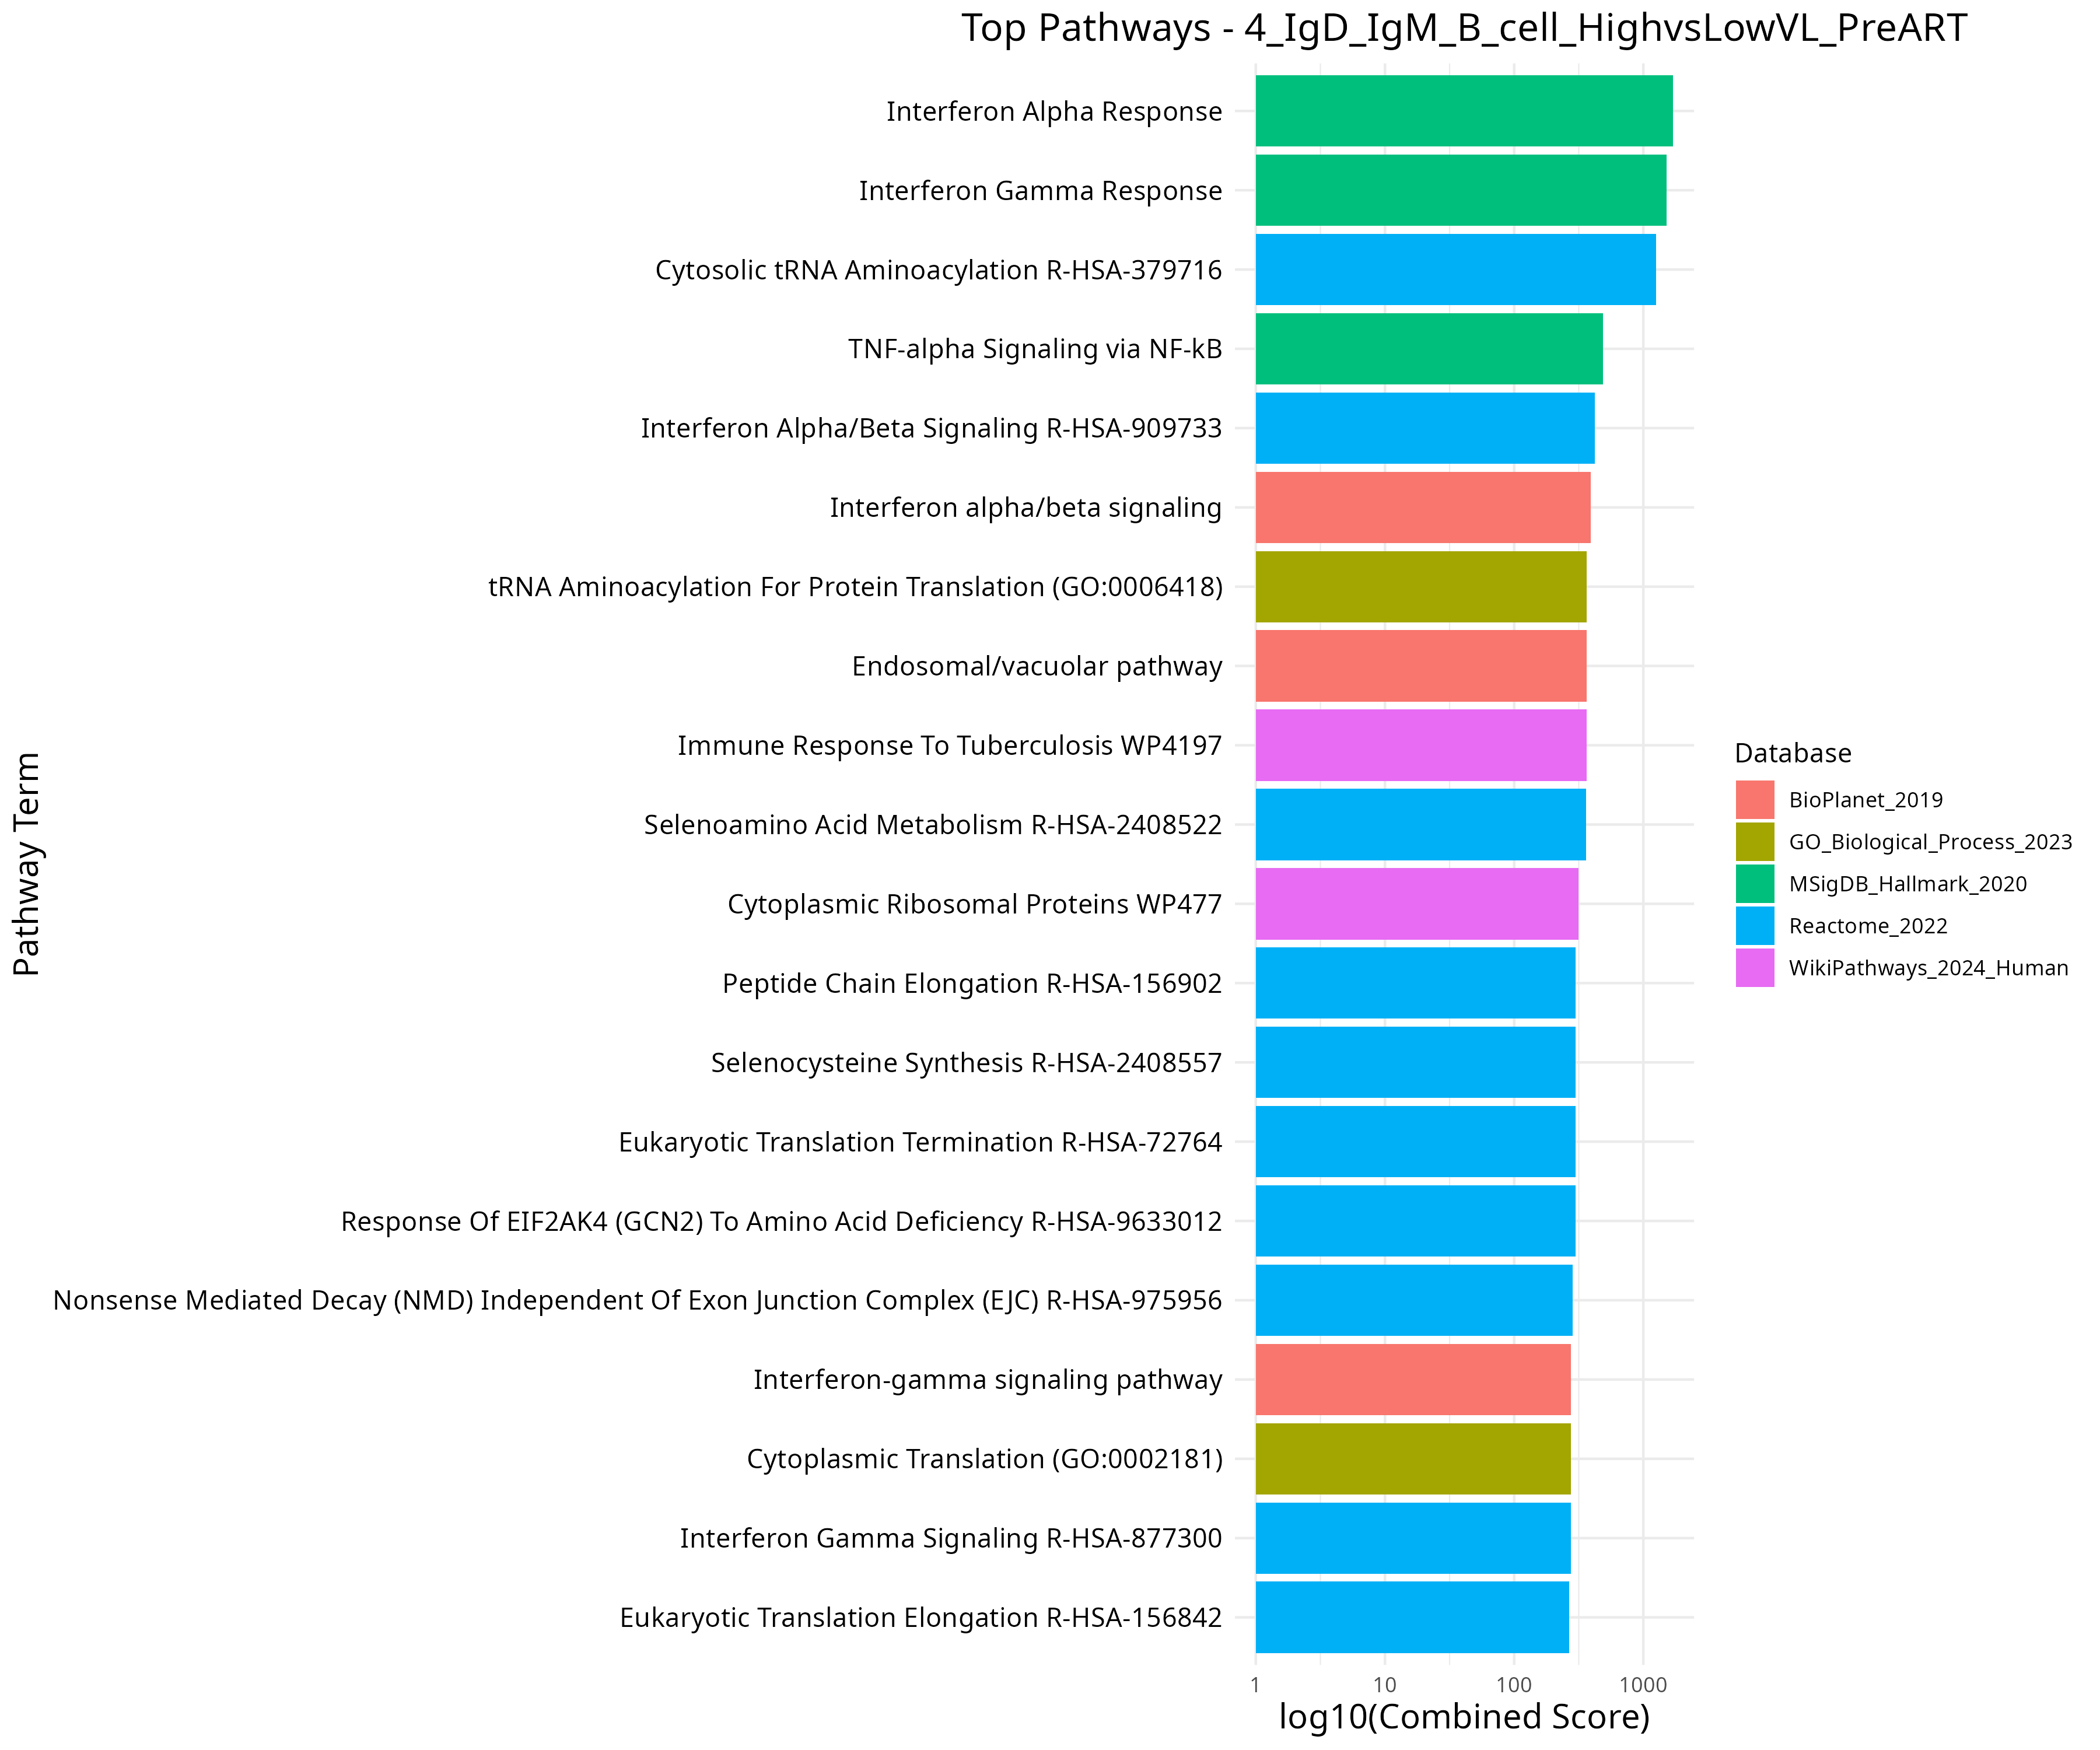 Top Pathways - 4_IgD_IgM_B_cell_HighvsLowVL_PreART
Pathway Term
Interferon Alpha Response
Interferon Gamma Response
Cytosolic tRNA Aminoacylation R-HSA-379716
TNF-alpha Signaling via NF-kB
Interferon Alpha/Beta Signaling R-HSA-909733
Interferon alpha/beta signaling
tRNA Aminoacylation For Protein Translation (GO:0006418)
Endosomal/vacuolar pathway
Immune Response To Tuberculosis WP4197
Selenoamino Acid Metabolism R-HSA-2408522
Cytoplasmic Ribosomal Proteins WP477
Peptide Chain Elongation R-HSA-156902
Selenocysteine Synthesis R-HSA-2408557
Eukaryotic Translation Termination R-HSA-72764
Response Of EIF2AK4 (GCN2) To Amino Acid Deficiency R-HSA-9633012
Nonsense Mediated Decay (NMD) Independent Of Exon Junction Complex (EJC) R-HSA-975956
Interferon-gamma signaling pathway
Cytoplasmic Translation (GO:0002181)
Interferon Gamma Signaling R-HSA-877300
Eukaryotic Translation Elongation R-HSA-156842
1 10 100 1000
log10(Combined Score)
Database
BioPlanet_2019
GO_Biological_Process_2023
MSigDB_Hallmark_2020
Reactome_2022
WikiPathways_2024_Human